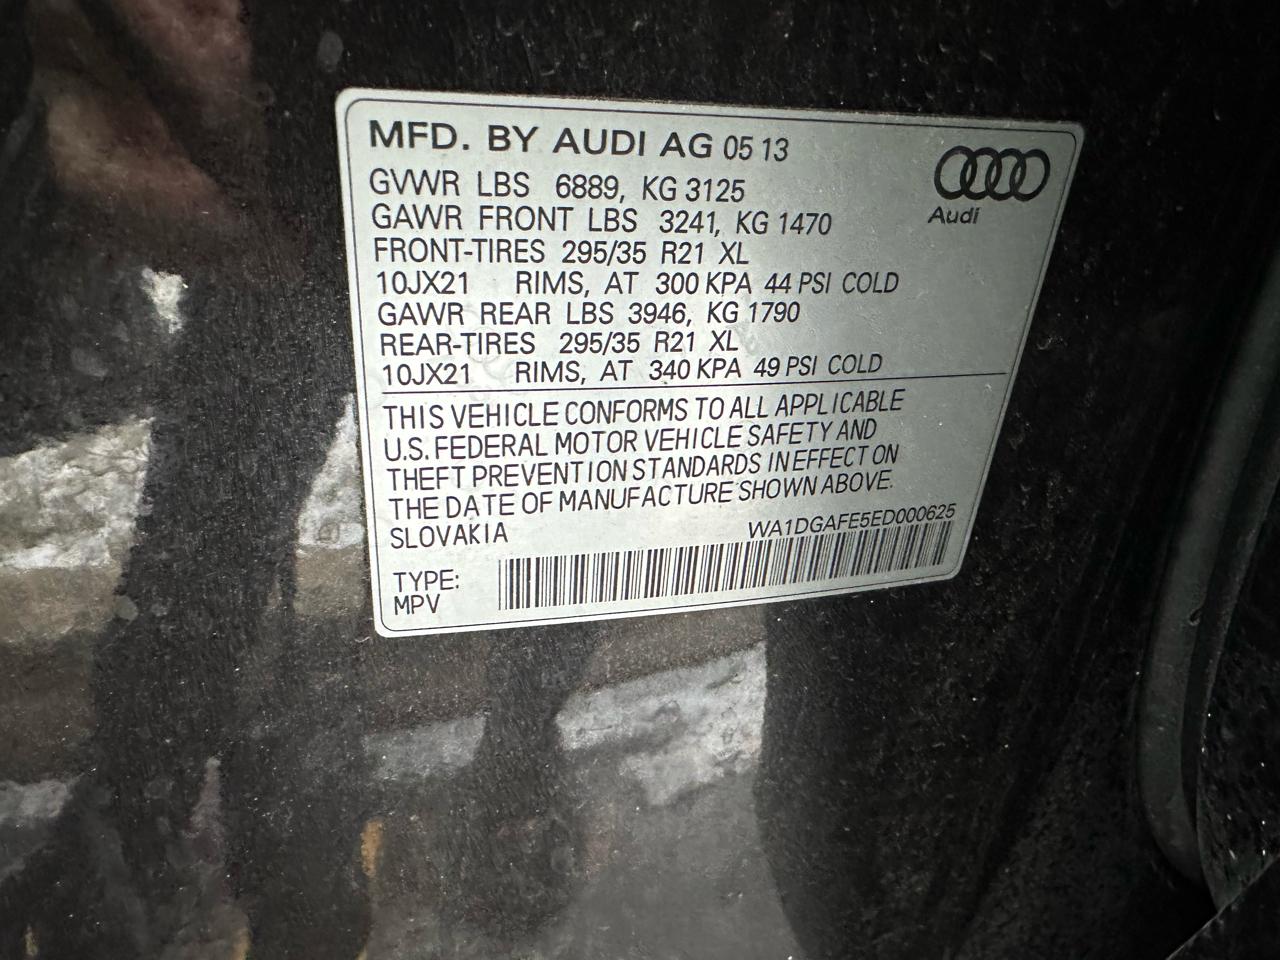 MFD. BY AUDI AG 05 13
Audi
GVWR LBS 6889, KG 3125
GAWR FRONT LBS 3241, KG 1470
FRONT-TIRES 295/35 R21 XL
10JX21 RIMS, AT 300 KPA 44 PSI COLD
GAWR REAR LBS 3946, KG 1790
REAR-TIRES 295/35 R21 XL
10JX21 RIMS, AT 340 KPA 49 PSI COLD
THIS VEHICLE CONFORMS TO ALL APPLICABLE
U.S. FEDERAL MOTOR VEHICLE SAFETY AND
THEFT PREVENTION STANDARDS IN EFFECT ON
THE DATE OF MANUFACTURE SHOWN ABOVE.
SLOVAKIA WA1DGAFE5ED000625
TYPE:
MPV